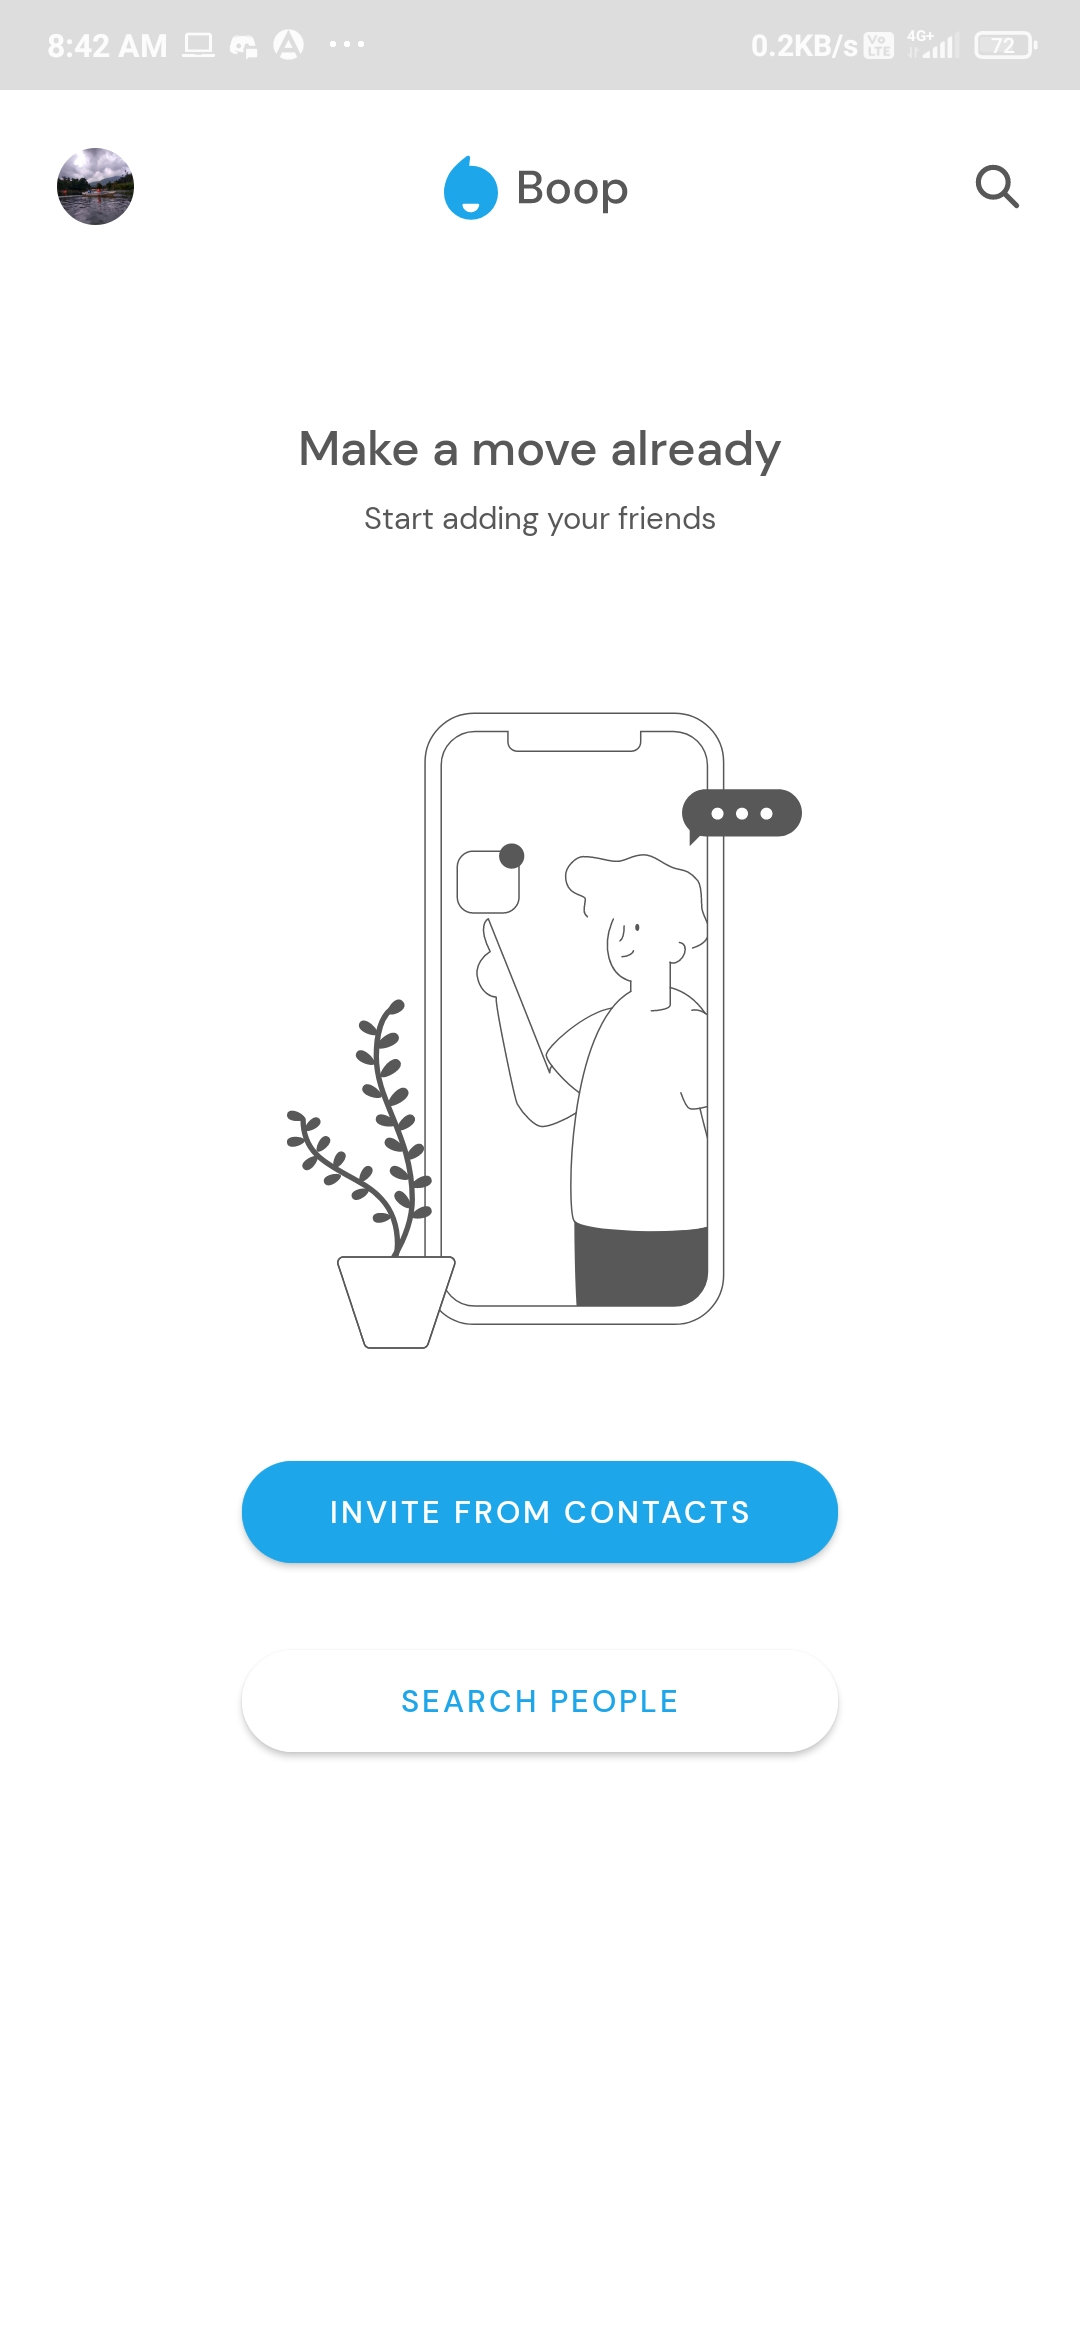 8:42 AM 0.2KB/s Vo LTE 4G+ 72
Boop
Make a move already
Start adding your friends
INVITE FROM CONTACTS
SEARCH PEOPLE